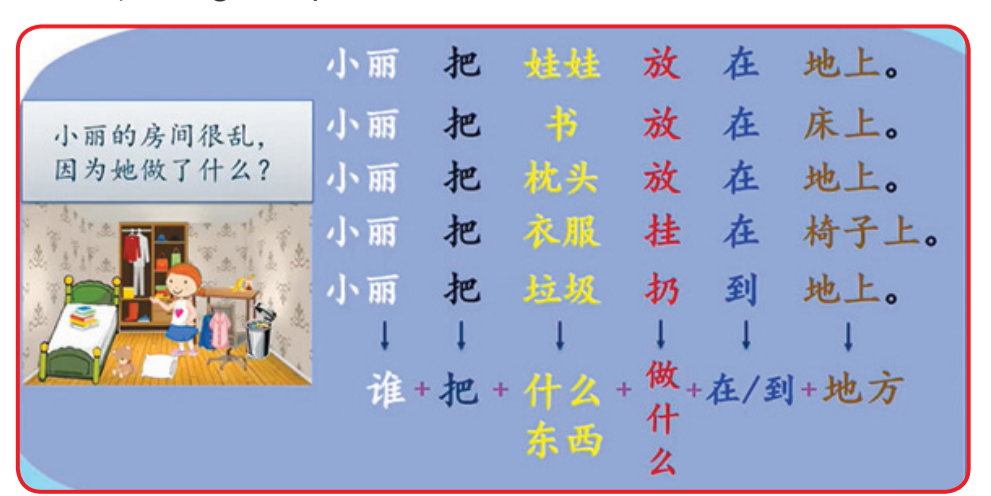 小丽的房间很乱，
因为她做了什么？
小丽 把 娃娃 放 在 地上。
小丽 把 书 放 在 床上。
小丽 把 枕头 放 在 地上。
小丽 把 衣服 挂 在 椅子上。
小丽 把 垃圾 扔 到 地上。
谁+把+什么东西+做什么+在/到+地方